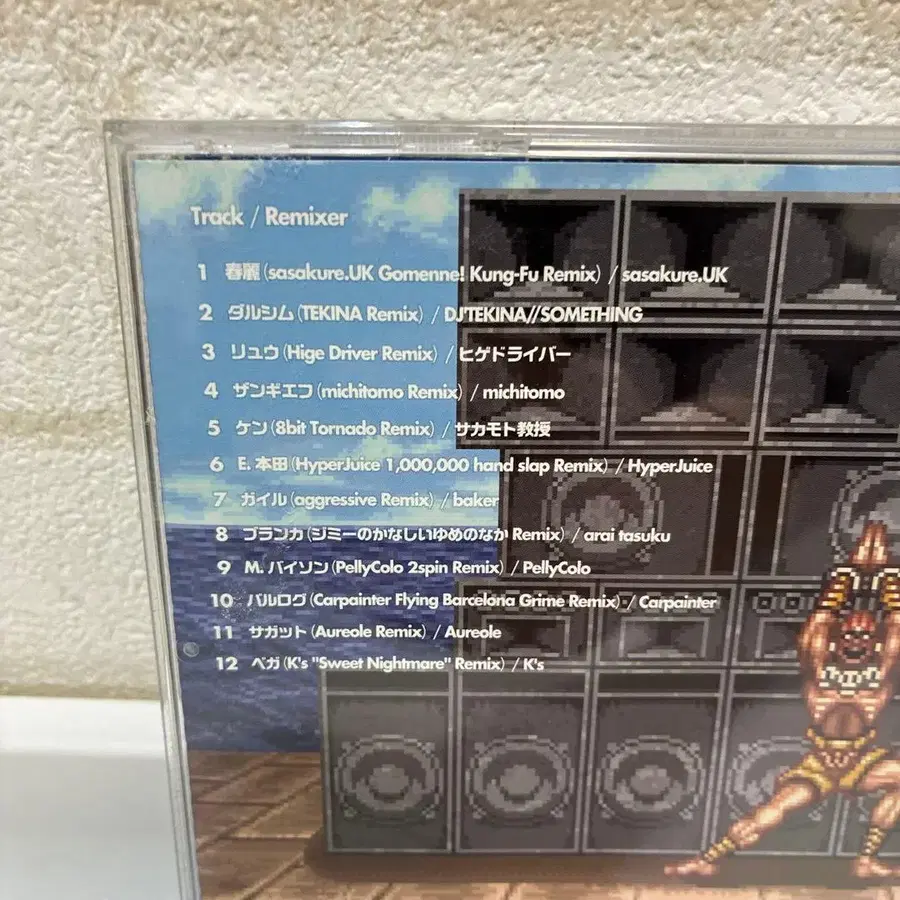 Track / Remixer
1 春麗 (sasakure.UK Gomenne! Kung-Fu Remix) / sasakure.UK
2 ダルシム (TEKINA Remix) / DJ'TEKINA//SOMETHING
3 リュウ (Hige Driver Remix) / ヒゲドライバー
4 ザンギエフ (michitomo Remix) / michitomo
5 ケン (8bit Tornado Remix) / サカモト教授
6 E. 本田 (HyperJuice 1,000,000 hand slap Remix) / HyperJuice
7 ガイル (aggressive Remix) / baker
8 ブランカ (ジミーのかなしいゆめのなか Remix) / arai tasuku
9 M. バイソン (PellyColo 2spin Remix) / PellyColo
10 バルログ (Carpainter Flying Barcelona Grime Remix) / Carpainter
11 サガット (Aureole Remix) / Aureole
12 ベガ (K's "Sweet Nightmare" Remix) / K's